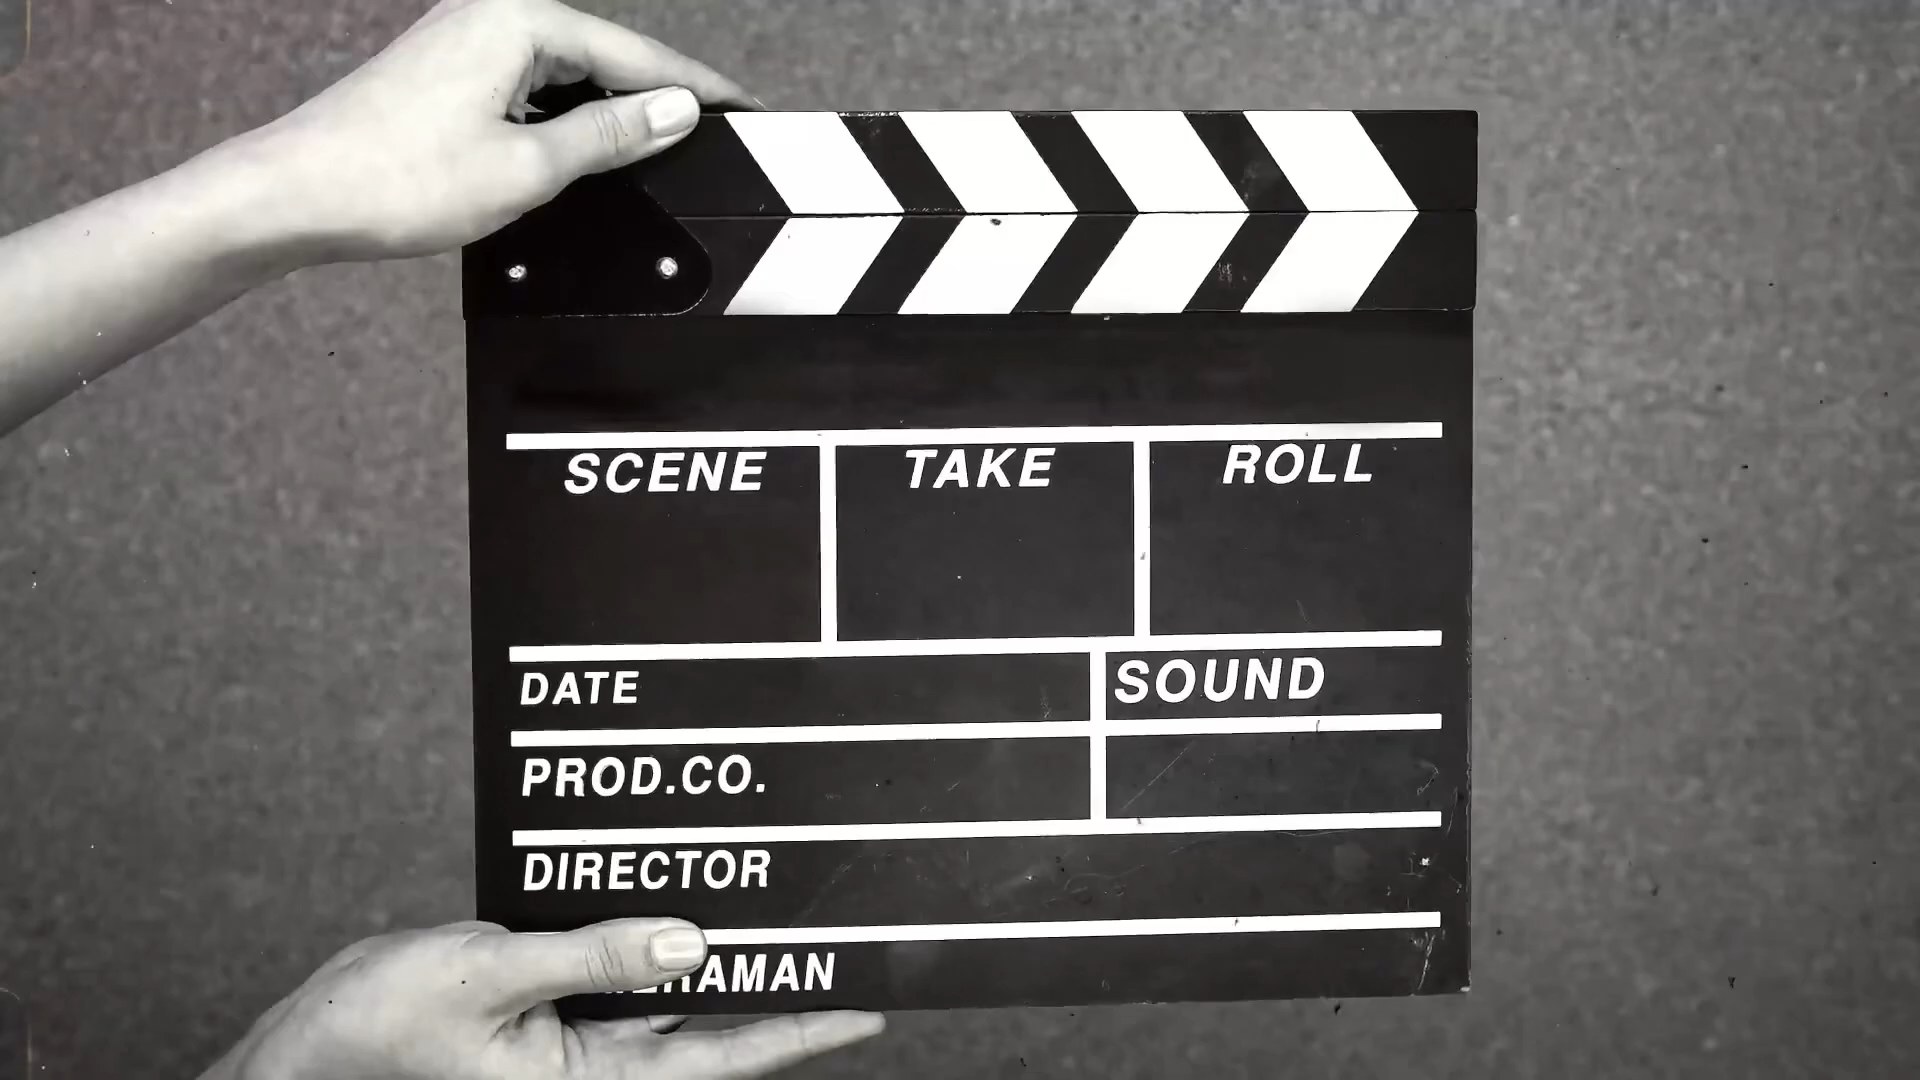 SCENE TAKE ROLL
DATE SOUND
PROD.CO.
DIRECTOR